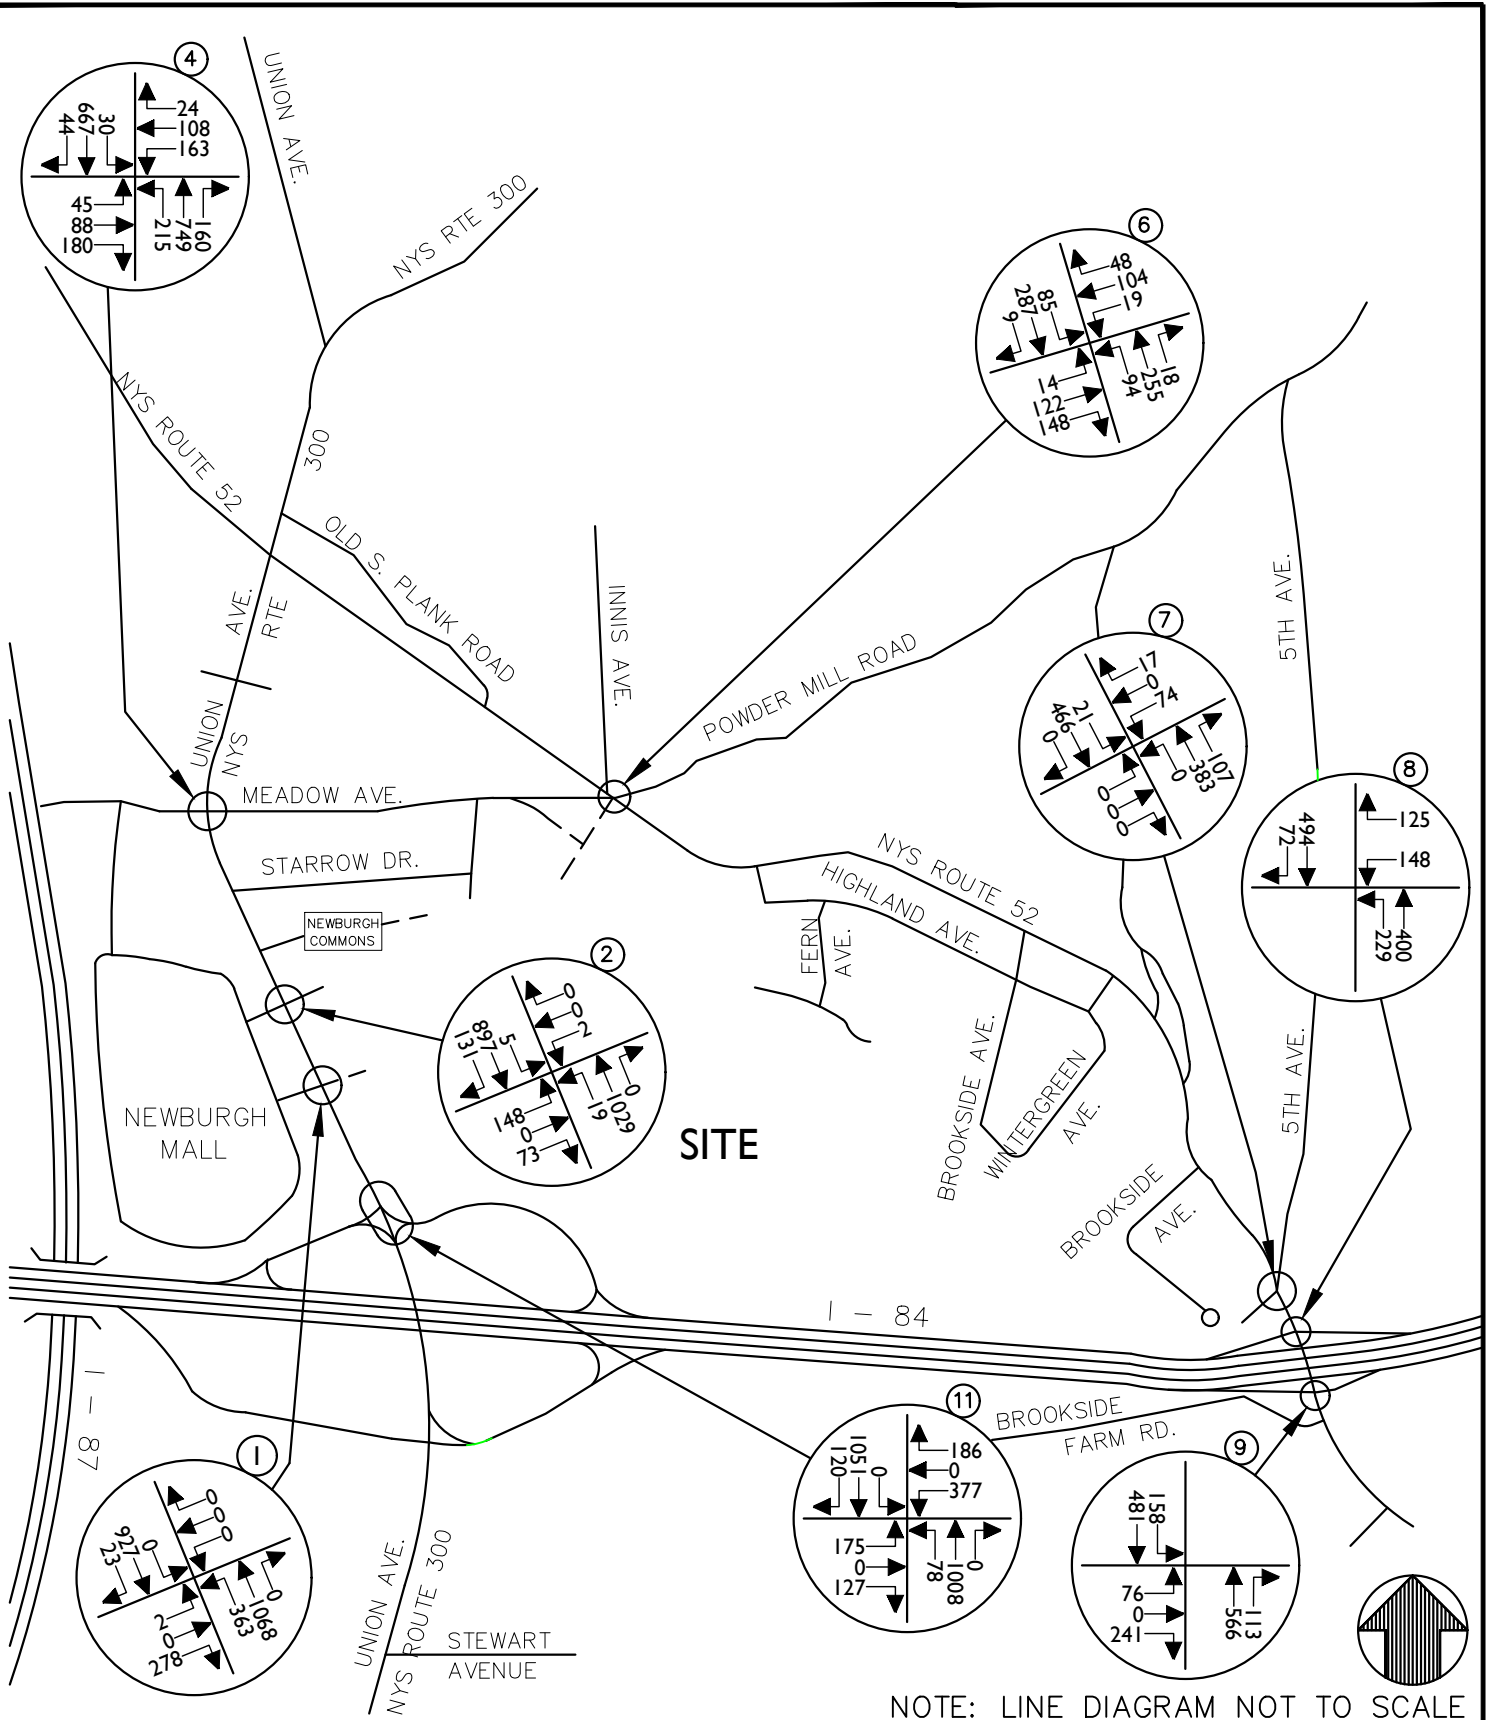 4
24
108
163
30
667
44
45
88
180
215
749
160
UNION AVE.
NYS RTE 300
6
48
104
19
85
287
9
14
122
148
94
255
18
NYS ROUTE 52
300
OLD S. PLANK ROAD
AVE.
RTE
INNIS AVE.
5TH AVE.
7
17
0
74
21
466
0
0
0
0
0
383
107
POWDER MILL ROAD
UNION
NYS
MEADOW AVE.
8
125
148
494
72
229
400
STARROW DR.
NYS ROUTE 52
HIGHLAND AVE.
NEWBURGH
COMMONS
FERN
AVE.
2
0
0
2
5
897
131
148
0
73
19
1029
0
BROOKSIDE AVE.
WINTERGREEN
AVE.
5TH AVE.
NEWBURGH
MALL
SITE
BROOKSIDE
AVE.
I - 84
I - 87
11
186
0
377
0
1051
120
175
0
127
78
1008
0
BROOKSIDE
FARM RD.
9
158
481
76
0
241
566
113
1
0
0
0
0
927
23
2
0
278
363
1068
0
UNION AVE.
NYS ROUTE 300
STEWART
AVENUE
NOTE: LINE DIAGRAM NOT TO SCALE